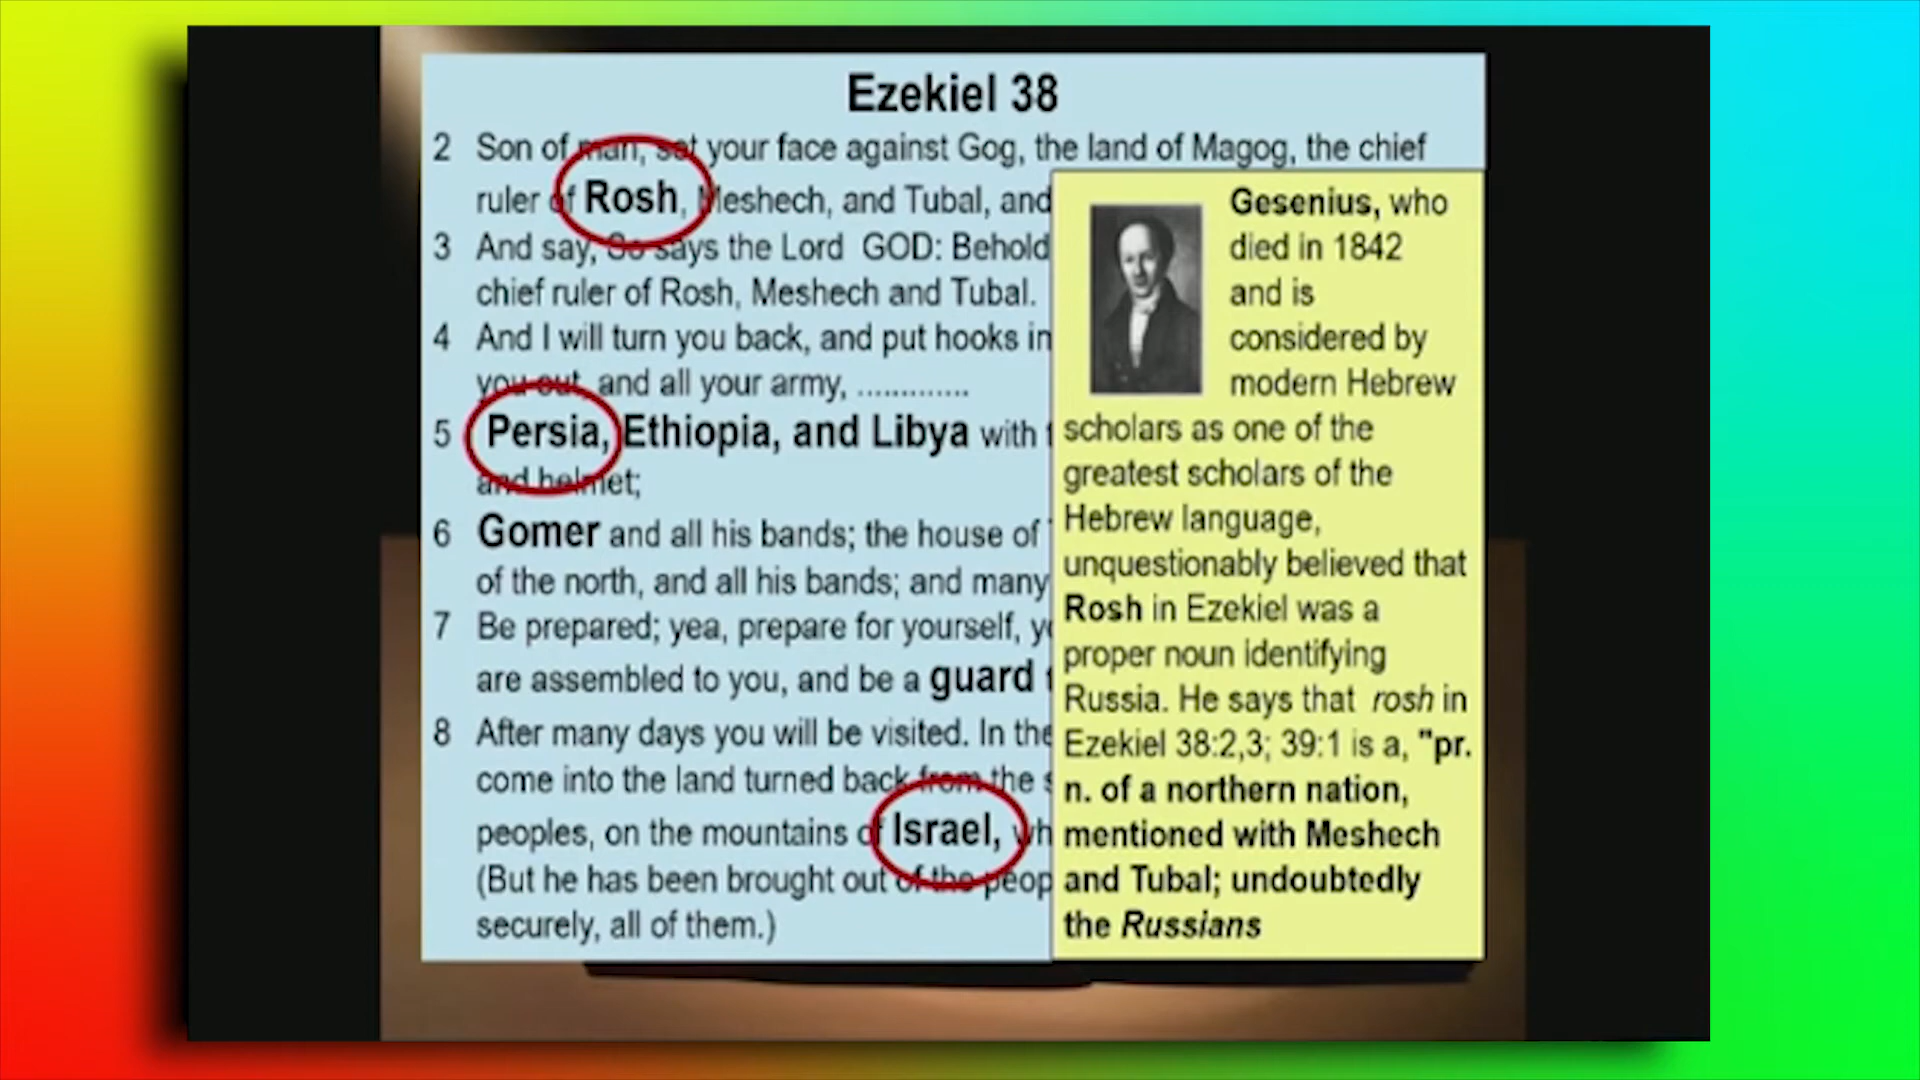 Ezekiel 38
2 Son of man, set your face against Gog, the land of Magog, the chief
ruler of Rosh, Meshech, and Tubal, and
3 And say, So says the Lord GOD: Behold
chief ruler of Rosh, Meshech and Tubal.
4 And I will turn you back, and put hooks in
you out, and all your army, .............
5 Persia, Ethiopia, and Libya with
and helmet;
6 Gomer and all his bands; the house of
of the north, and all his bands; and many
7 Be prepared; yea, prepare for yourself,
are assembled to you, and be a guard
8 After many days you will be visited. In the
come into the land turned back from the
peoples, on the mountains of Israel,
(But he has been brought out of the
securely, all of them.)
Gesenius, who
died in 1842
and is
considered by
modern Hebrew
scholars as one of the
greatest scholars of the
Hebrew language,
unquestionably believed that
Rosh in Ezekiel was a
proper noun identifying
Russia. He says that rosh in
Ezekiel 38:2,3; 39:1 is a, "pr.
n. of a northern nation,
mentioned with Meshech
and Tubal; undoubtedly
the Russians